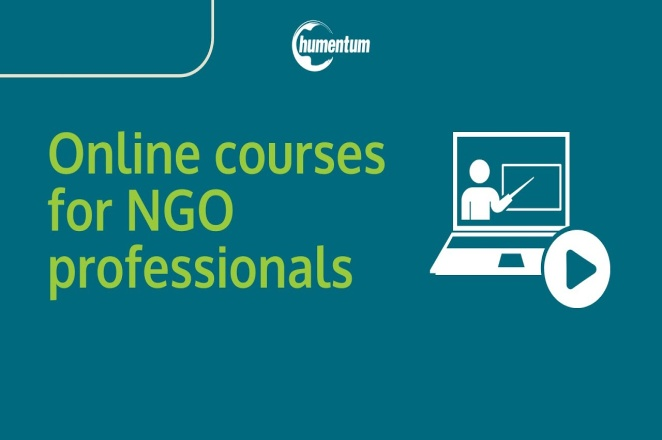 humentum
Online courses
for NGO
professionals